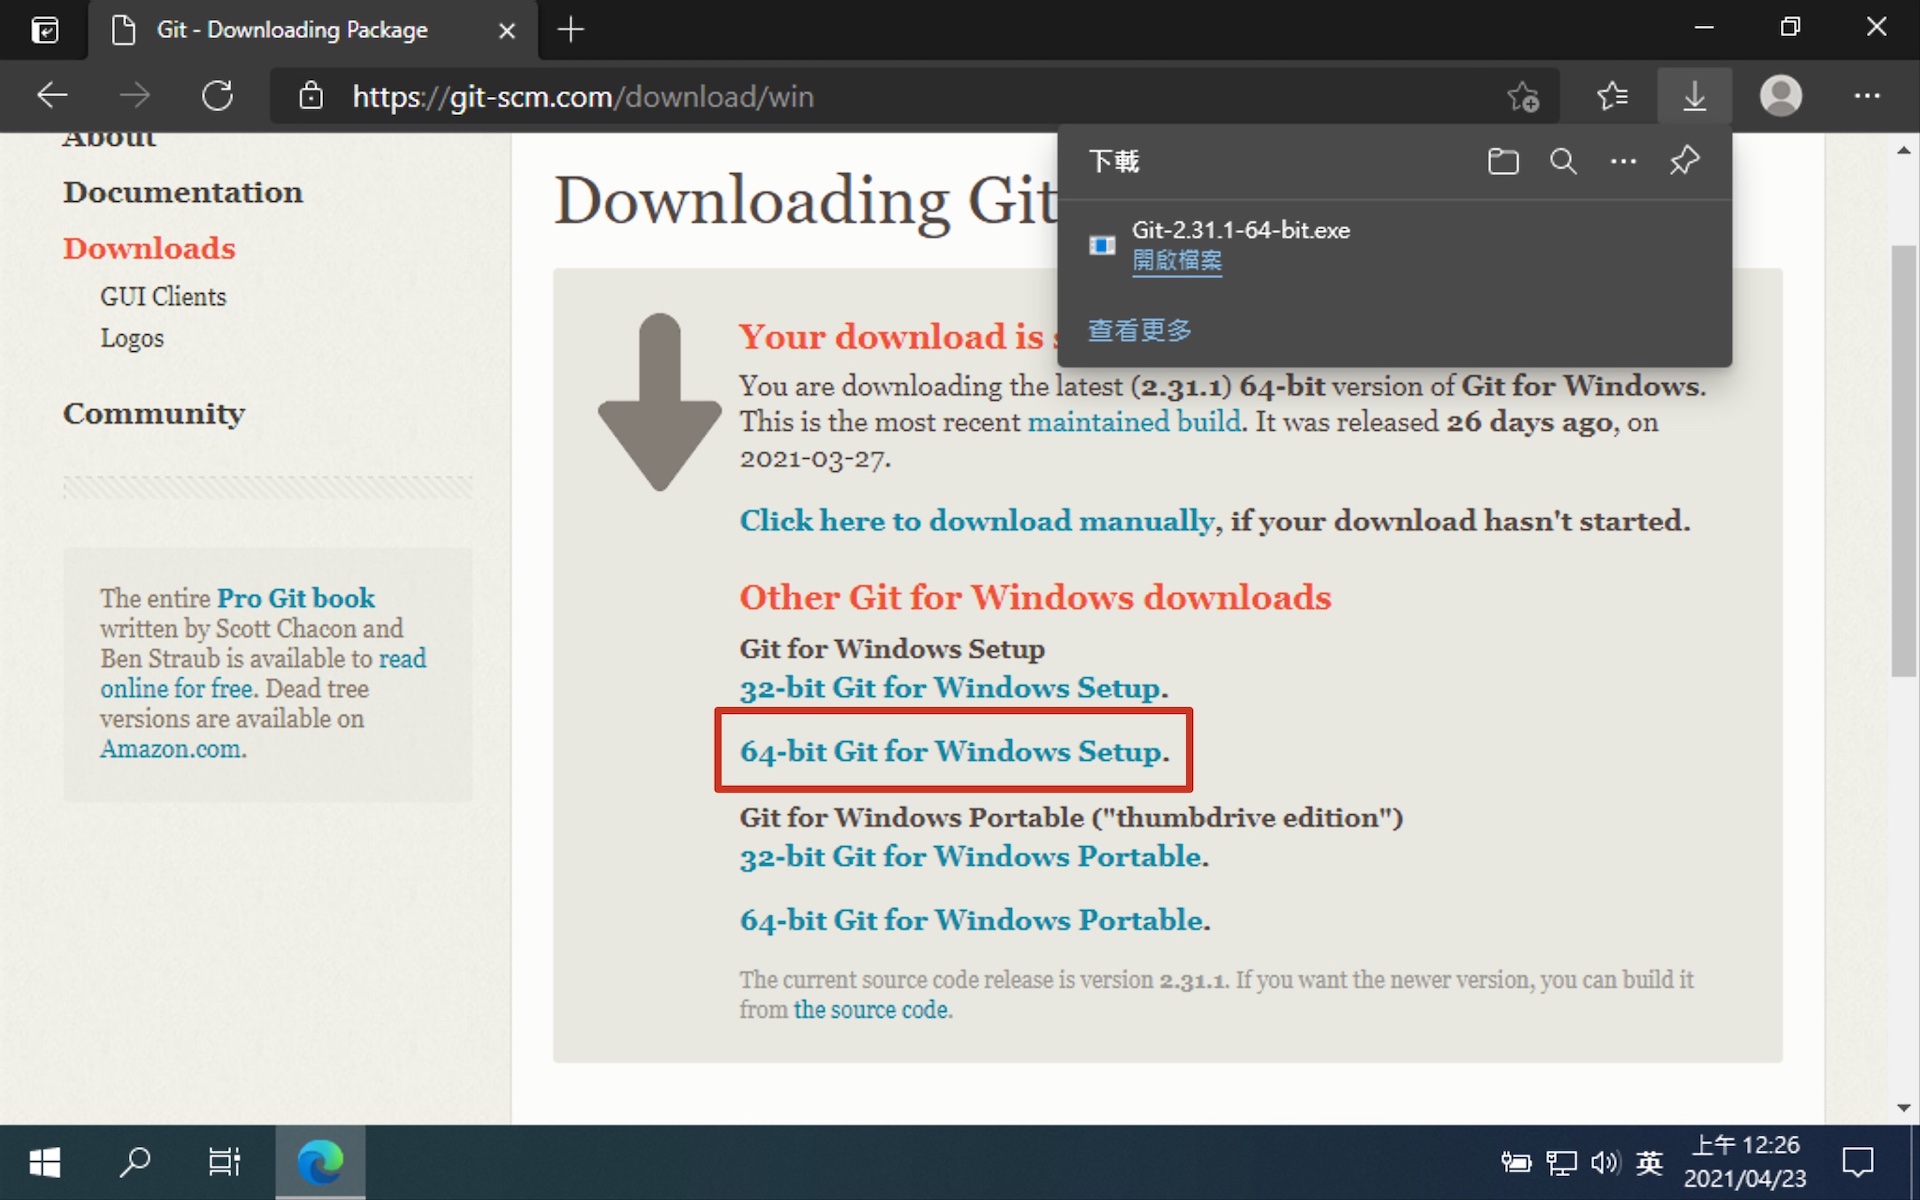 Git - Downloading Package
https://git-scm.com/download/win
About
Documentation
Downloads
GUI Clients
Logos
Community
The entire Pro Git book
written by Scott Chacon and
Ben Straub is available to read
online for free. Dead tree
versions are available on
Amazon.com.
下載
Git-2.31.1-64-bit.exe
開啟檔案
查看更多
Downloading Git
Your download is
You are downloading the latest (2.31.1) 64-bit version of Git for Windows.
This is the most recent maintained build. It was released 26 days ago, on
2021-03-27.
Click here to download manually, if your download hasn't started.
Other Git for Windows downloads
Git for Windows Setup
32-bit Git for Windows Setup.
64-bit Git for Windows Setup.
Git for Windows Portable ("thumbdrive edition")
32-bit Git for Windows Portable.
64-bit Git for Windows Portable.
The current source code release is version 2.31.1. If you want the newer version, you can build it
from the source code.
英
上午 12:26
2021/04/23